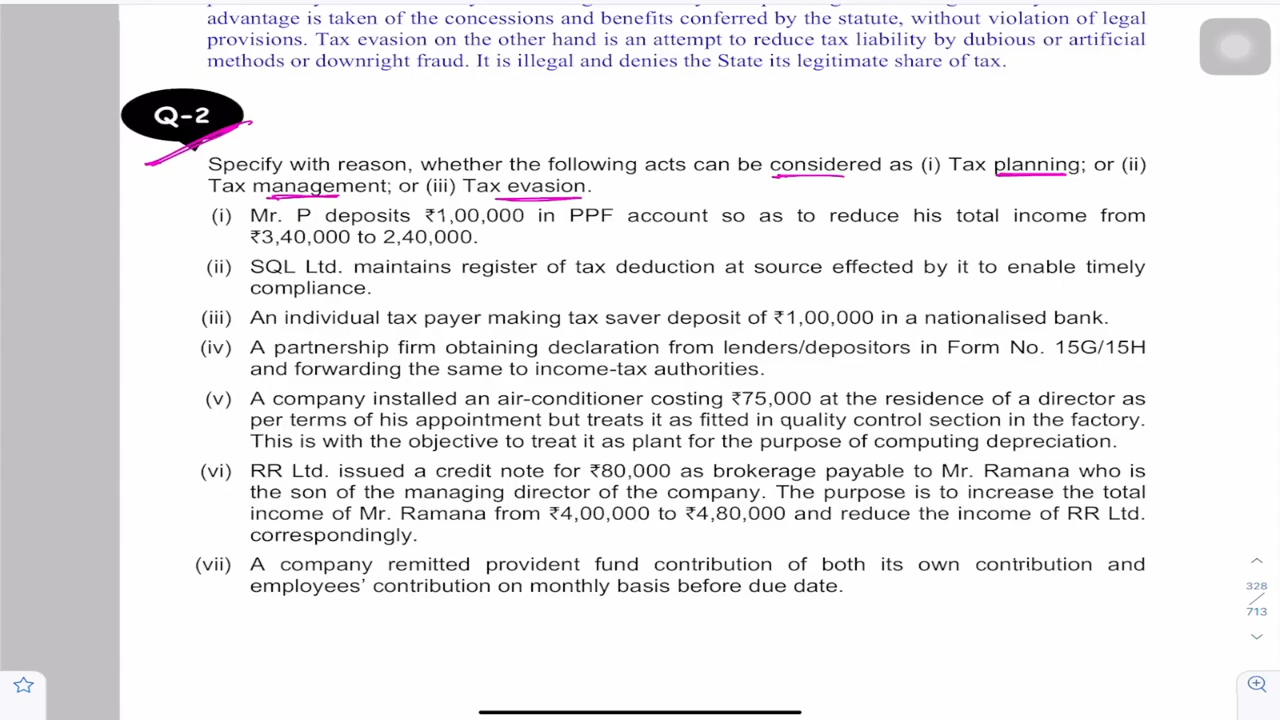 advantage is taken of the concessions and benefits conferred by the statute, without violation of legal
provisions. Tax evasion on the other hand is an attempt to reduce tax liability by dubious or artificial
methods or downright fraud. It is illegal and denies the State its legitimate share of tax.
Q-2
Specify with reason, whether the following acts can be considered as (i) Tax planning; or (ii)
Tax management; or (iii) Tax evasion.
(i) Mr. P deposits ₹1,00,000 in PPF account so as to reduce his total income from
₹3,40,000 to 2,40,000.
(ii) SQL Ltd. maintains register of tax deduction at source effected by it to enable timely
compliance.
(iii) An individual tax payer making tax saver deposit of ₹1,00,000 in a nationalised bank.
(iv) A partnership firm obtaining declaration from lenders/depositors in Form No. 15G/15H
and forwarding the same to income-tax authorities.
(v) A company installed an air-conditioner costing ₹75,000 at the residence of a director as
per terms of his appointment but treats it as fitted in quality control section in the factory.
This is with the objective to treat it as plant for the purpose of computing depreciation.
(vi) RR Ltd. issued a credit note for ₹80,000 as brokerage payable to Mr. Ramana who is
the son of the managing director of the company. The purpose is to increase the total
income of Mr. Ramana from ₹4,00,000 to ₹4,80,000 and reduce the income of RR Ltd.
correspondingly.
(vii) A company remitted provident fund contribution of both its own contribution and
employees' contribution on monthly basis before due date.
328
713